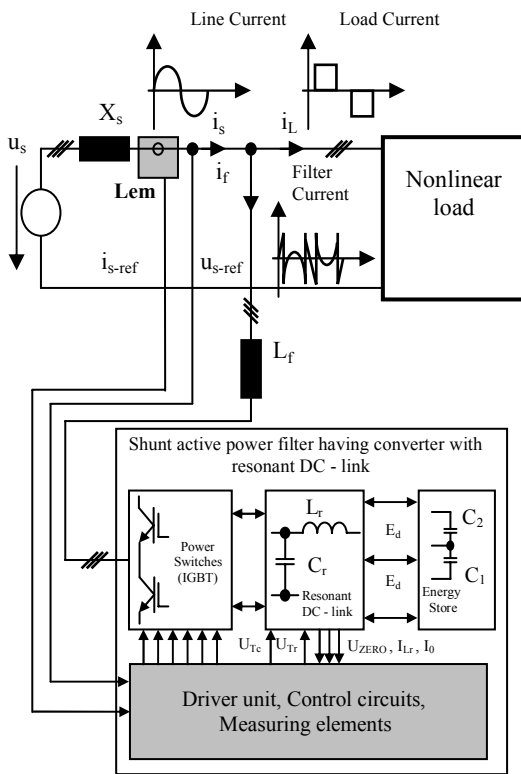 Line Current
Load Current
X_s
i_s
i_L
u_s
Lem
i_f
Filter
Current
Nonlinear
load
i_s-ref
u_s-ref
L_f
Shunt active power filter having converter with
resonant DC - link
Power
Switches
(IGBT)
L_r
C_r
Resonant
DC - link
E_d
E_d
C_2
C_1
Energy
Store
U_Tc
U_Tr
U_ZERO , I_Lr , I_0
Driver unit, Control circuits,
Measuring elements